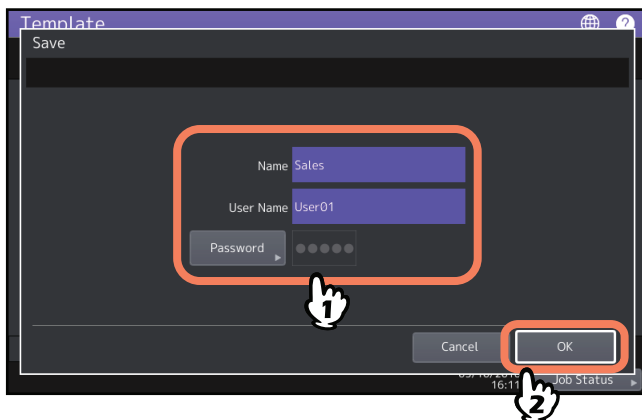 Template
?
Save
Name Sales
User Name User01
Password
1
Cancel OK
16:11 Job Status
2